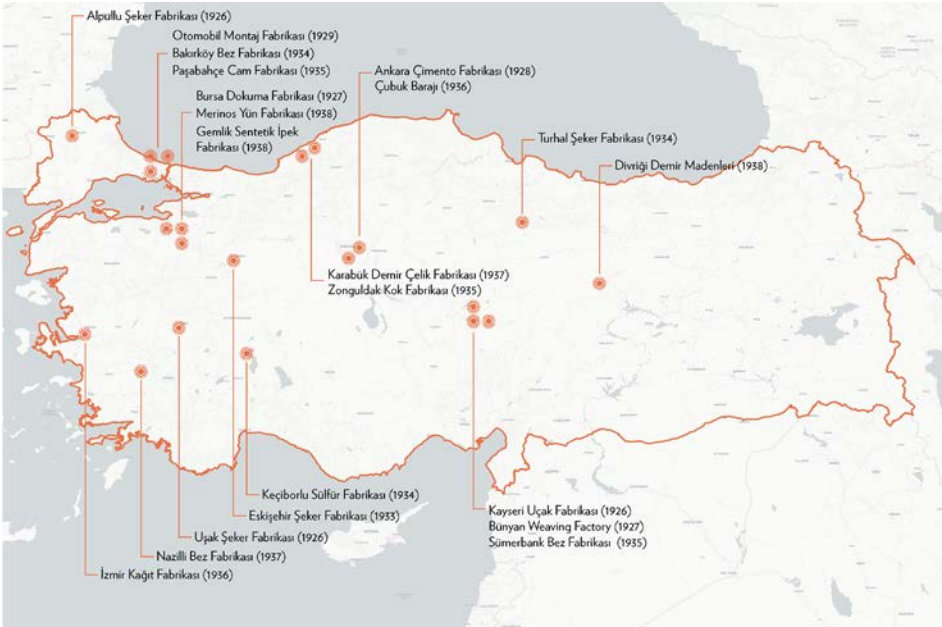 Alpullu Şeker Fabrikası (1926)
Otomobil Montaj Fabrikası (1929)
Bakırköy Bez Fabrikası (1934)
Paşabahçe Cam Fabrikası (1935)
Bursa Dokuma Fabrikası (1927)
Merinos Yün Fabrikası (1938)
Gemlik Sentetik İpek
Fabrikası (1938)
Ankara Çimento Fabrikası (1928)
Çubuk Barajı (1936)
Turhal Şeker Fabrikası (1934)
Divriği Demir Madenleri (1938)
Karabük Demir Çelik Fabrikası (1937)
Zonguldak Kok Fabrikası (1935)
Keçiborlu Sülfür Fabrikası (1934)
Eskişehir Şeker Fabrikası (1933)
Uşak Şeker Fabrikası (1926)
Nazilli Bez Fabrikası (1937)
İzmir Kağıt Fabrikası (1936)
Kayseri Uçak Fabrikası (1926)
Bünyan Weaving Factory (1927)
Sümerbank Bez Fabrikası (1935)